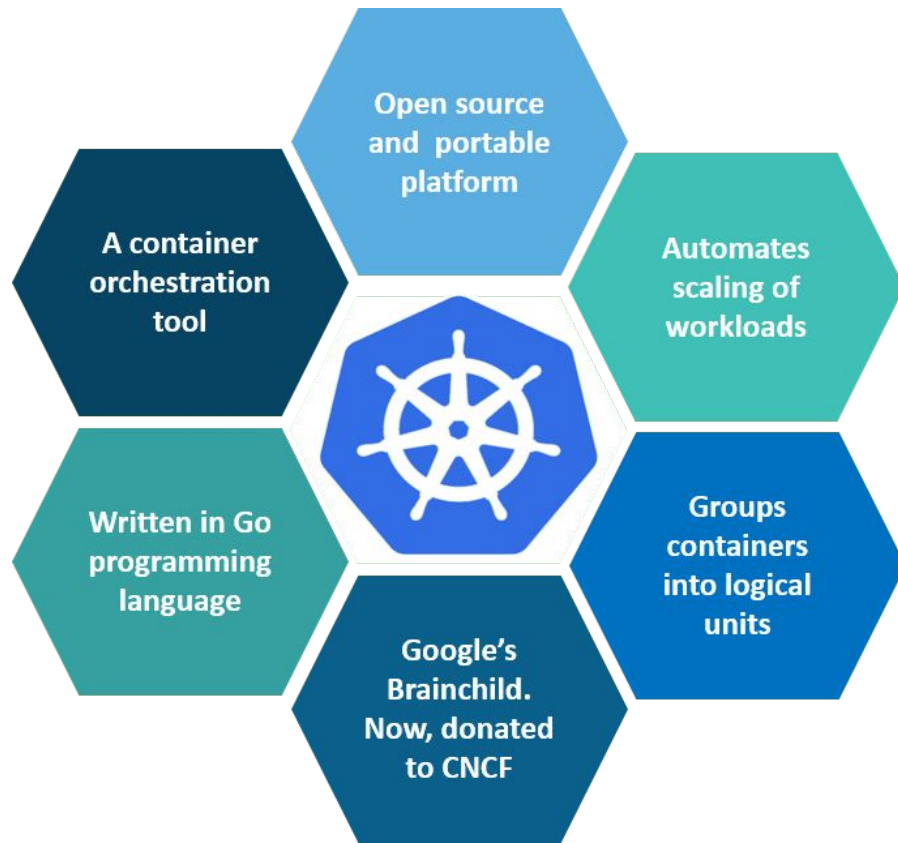 Open source
and portable
platform
A container
orchestration
tool
Automates
scaling of
workloads
Written in Go
programming
language
Groups
containers
into logical
units
Google’s
Brainchild.
Now, donated
to CNCF